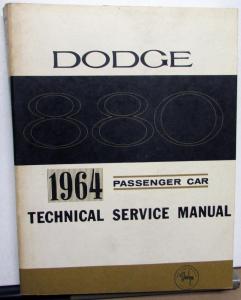 DODGE
880
1964 PASSENGER CAR
TECHNICAL SERVICE MANUAL